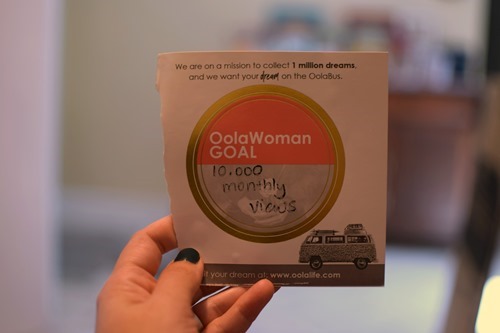 We are on a mission to collect 1 million dreams,
and we want your dream on the OolaBus.
OolaWoman
GOAL
10,000
monthly
views
it your dream at: www.oolalife.com